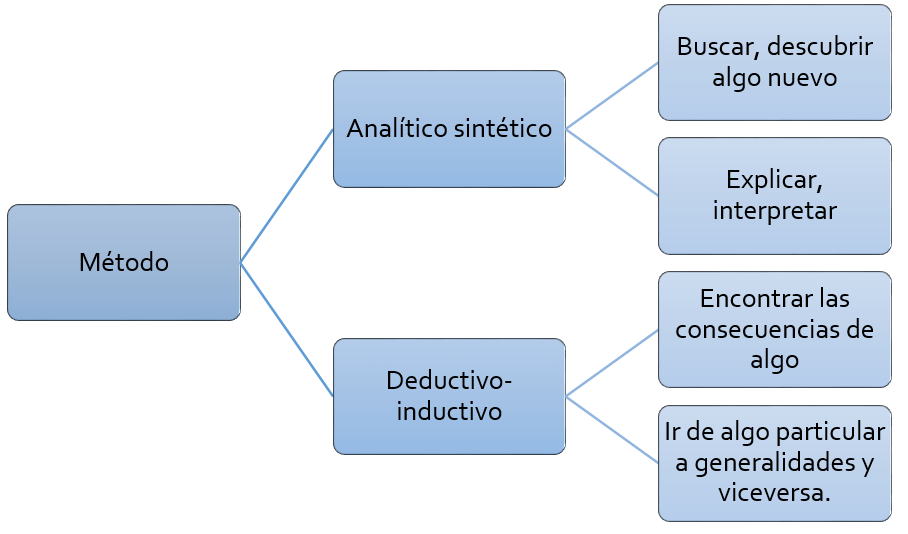 Método
Analítico sintético
Buscar, descubrir
algo nuevo
Explicar,
interpretar
Deductivo-
inductivo
Encontrar las
consecuencias de
algo
Ir de algo particular
a generalidades y
viceversa.